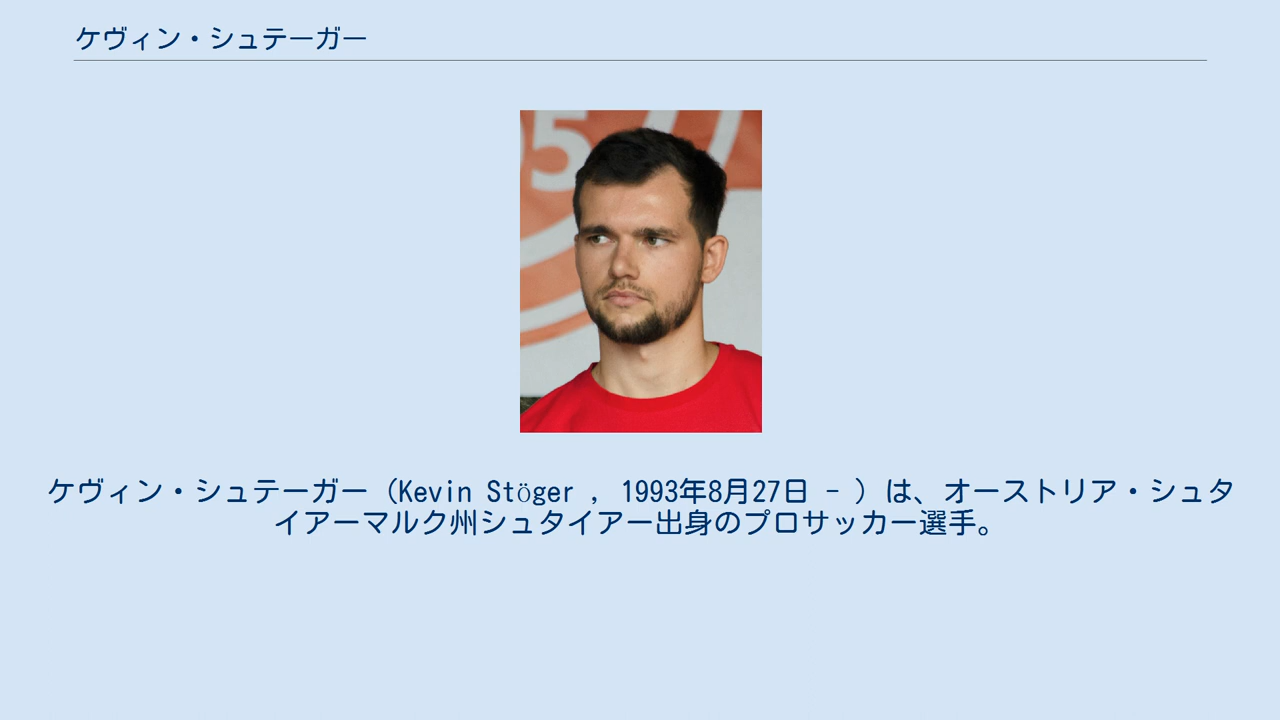 ケヴィン・シュテーガー
05
ケヴィン・シュテーガー（Kevin Stöger , 1993年8月27日 - ）は、オーストリア・シュタ
イアーマルク州シュタイアー出身のプロサッカー選手。